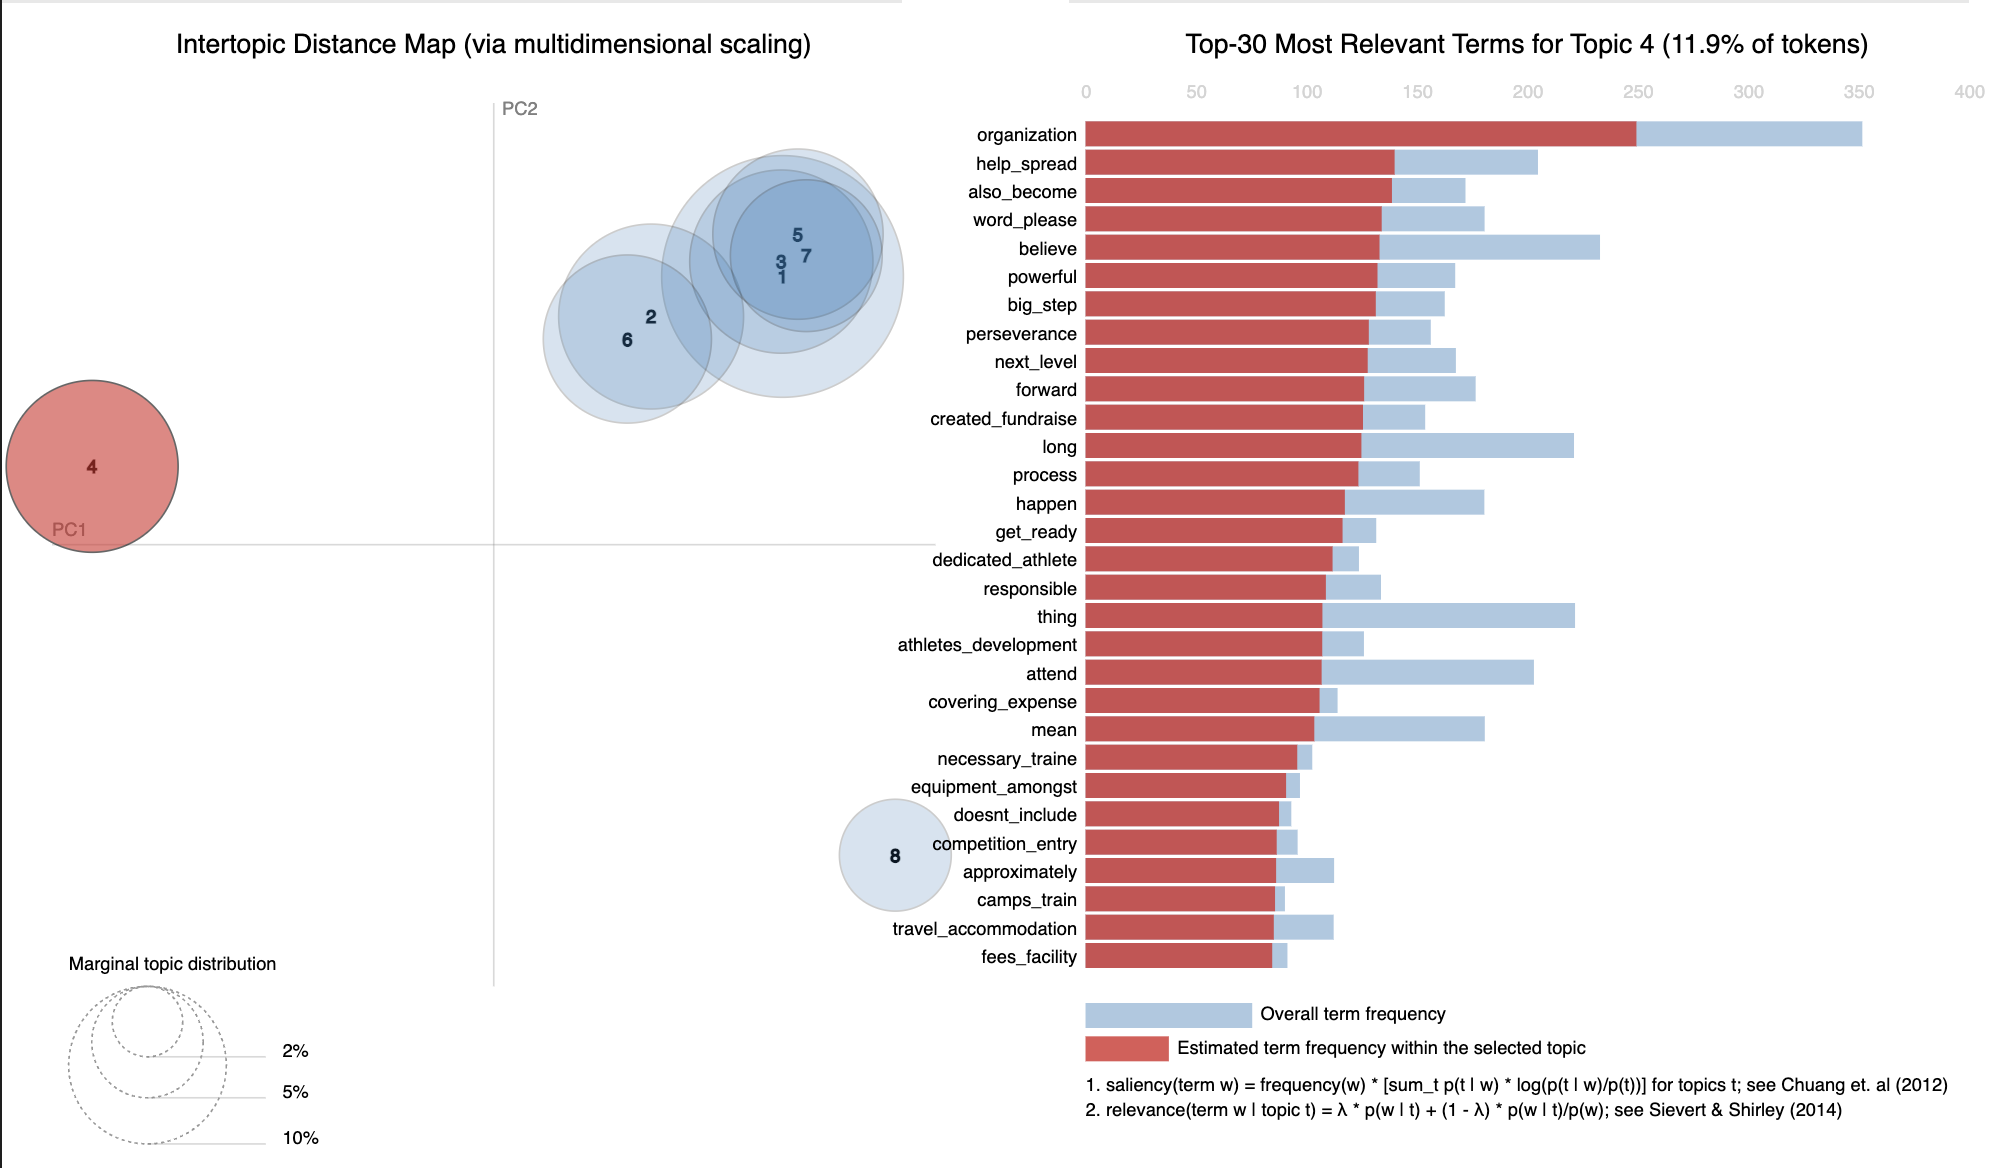 Intertopic Distance Map (via multidimensional scaling)
PC2
5
7
3
1
2
6
4
PC1
8
Marginal topic distribution
2%
5%
10%
Top-30 Most Relevant Terms for Topic 4 (11.9% of tokens)
0 50 100 150 200 250 300 350 400
organization
help_spread
also_become
word_please
believe
powerful
big_step
perseverance
next_level
forward
created_fundraise
long
process
happen
get_ready
dedicated_athlete
responsible
thing
athletes_development
attend
covering_expense
mean
necessary_traine
equipment_amongst
doesnt_include
competition_entry
approximately
camps_train
travel_accommodation
fees_facility
Overall term frequency
Estimated term frequency within the selected topic
1. saliency(term w) = frequency(w) * [sum_t p(t | w) * log(p(t | w)/p(t))] for topics t; see Chuang et. al (2012)
2. relevance(term w | topic t) = λ * p(w | t) + (1 - λ) * p(w | t)/p(w); see Sievert & Shirley (2014)